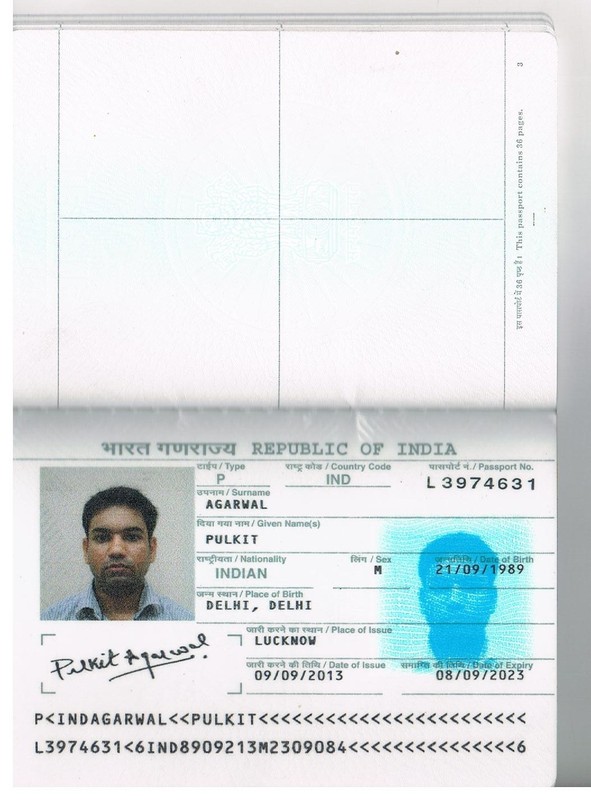 3
इस पासपोर्ट में 36 पृष्ठ हैं। This passport contains 36 pages.
भारत गणराज्य REPUBLIC OF INDIA
टाईप / Type राष्ट्र कोड / Country Code पासपोर्ट नं. / Passport No.
P IND L3974631
उपनाम / Surname
AGARWAL
दिया गया नाम / Given Name(s)
PULKIT
राष्ट्रीयता / Nationality लिंग / Sex जन्मतिथि / Date of Birth
INDIAN M 21/09/1989
जन्म स्थान / Place of Birth
DELHI, DELHI
जारी करने का स्थान / Place of Issue
LUCKNOW
Pulkit Agarwal
जारी करने की तिथि / Date of Issue समाप्ति की तिथि / Date of Expiry
09/09/2013 08/09/2023
P<INDAGARWAL<<PULKIT<<<<<<<<<<<<<<<<<<<<<<<<
L3974631<6IND8909213M2309084<<<<<<<<<<<<<<<6